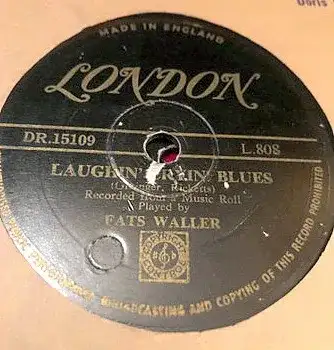 Doris
MADE IN ENGLAND
LONDON
DR.15109 L.808
LAUGHIN' CRYIN' BLUES
(Grainger, Ricketts)
Recorded from a Music Roll
Played by
FATS WALLER
BROADCASTING AND COPYING OF THIS RECORD PROHIBITED